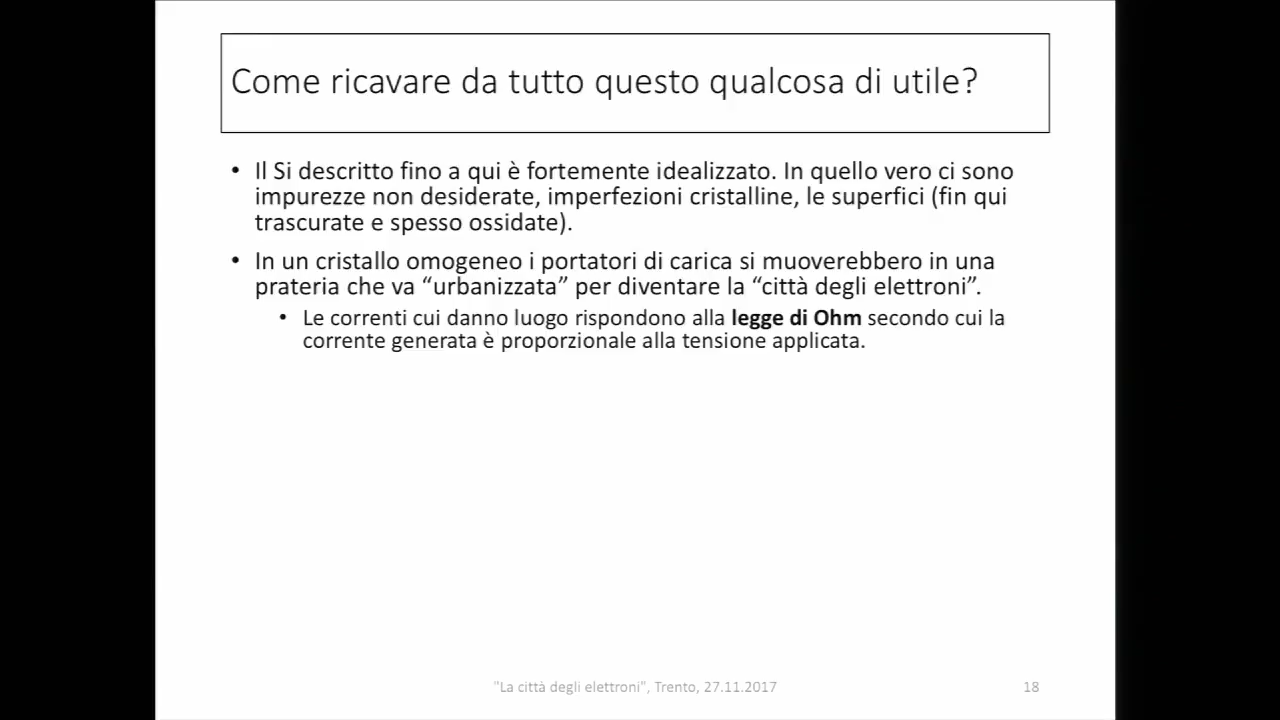 Come ricavare da tutto questo qualcosa di utile?
• Il Si descritto fino a qui è fortemente idealizzato. In quello vero ci sono
impurezze non desiderate, imperfezioni cristalline, le superfici (fin qui
trascurate e spesso ossidate).
• In un cristallo omogeneo i portatori di carica si muoverebbero in una
prateria che va “urbanizzata” per diventare la “città degli elettroni”.
• Le correnti cui danno luogo rispondono alla legge di Ohm secondo cui la
corrente generata è proporzionale alla tensione applicata.
"La città degli elettroni", Trento, 27.11.2017
18